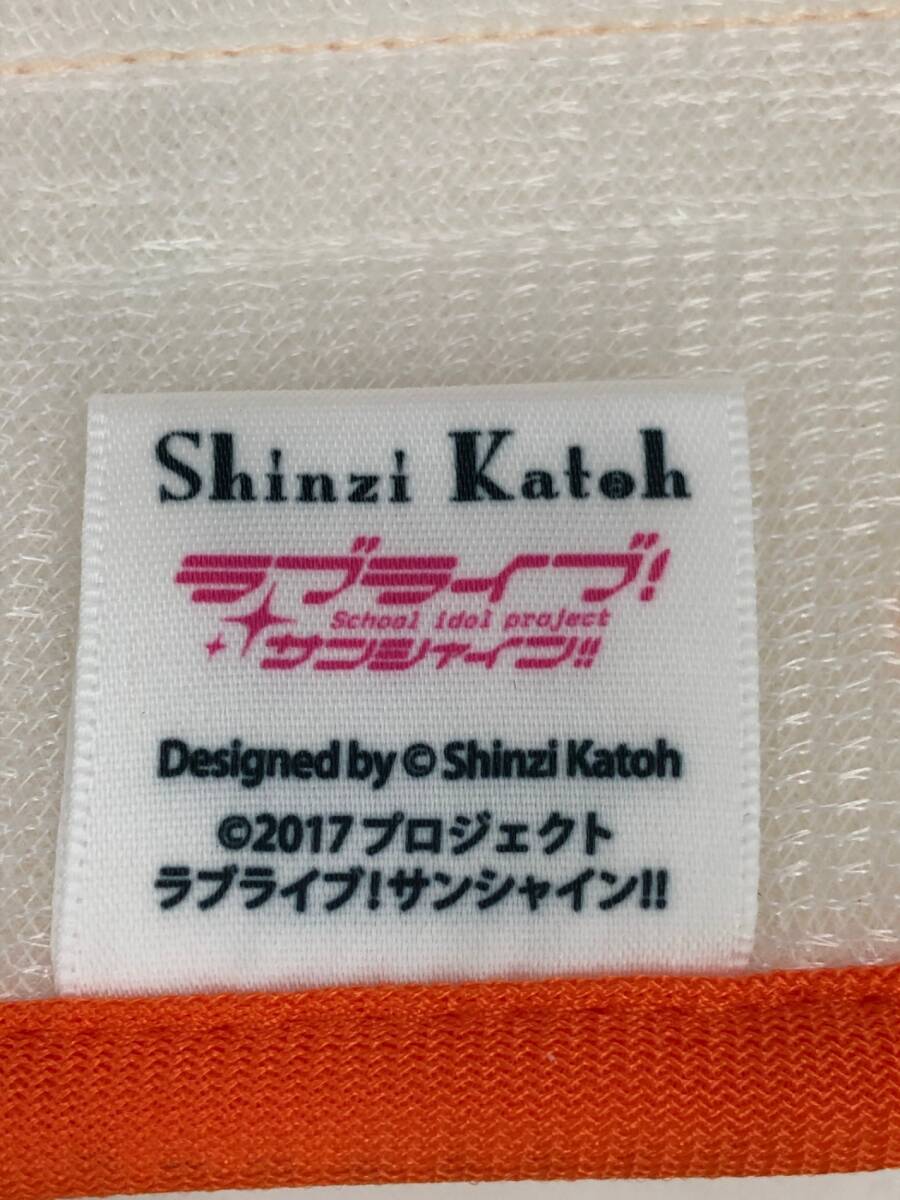 Shinzi Katoh
ラブライブ!
School idol project
サンシャイン!!
Designed by © Shinzi Katoh
©2017 プロジェクト
ラブライブ!サンシャイン!!